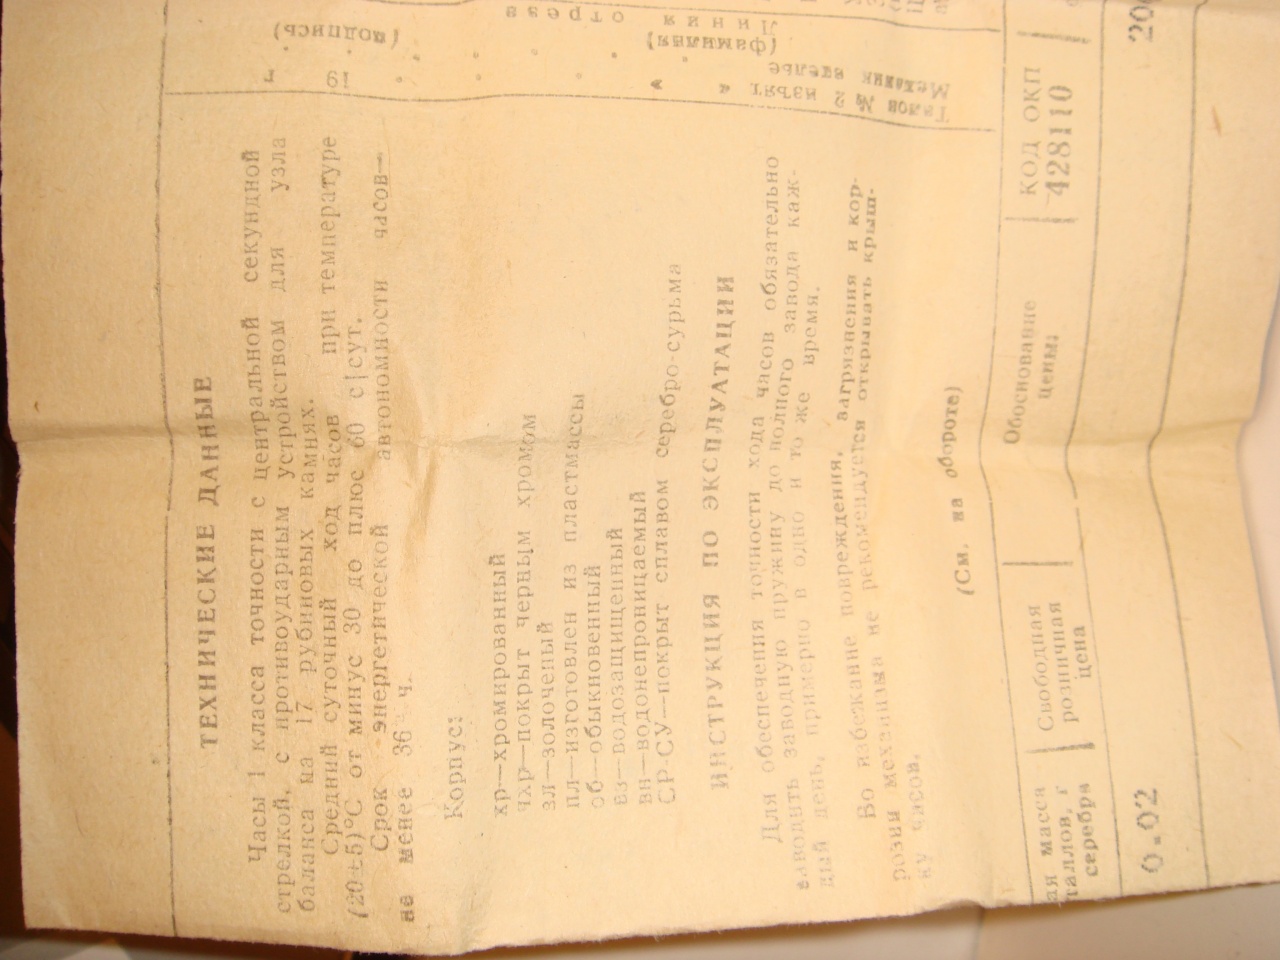 ТЕХНИЧЕСКИЕ ДАННЫЕ
Часы 1 класса точности с центральной секундной
стрелкой, с противоударным устройством для узла
баланса на 17 рубиновых камнях.
Средний суточный ход часов при температуре
(20±5)°С от минус 30 до плюс 60 с|сут.
Срок энергетической автономности часов—
не менее 36 ч.
Корпус:
хр—хромированный
чхр—покрыт черным хромом
зл—золоченый
пл—изготовлен из пластмассы
об—обыкновенный
вз—водозащищенный
вн—водонепроницаемый
СР-СУ—покрыт сплавом серебро-сурьма
ИНСТРУКЦИЯ ПО ЭКСПЛУАТАЦИИ
Для обеспечения точности хода часов обязательно
заводить заводную пружину до полного завода каж-
дый день, примерно в одно и то же время.
Во избежание повреждения, загрязнения и кор-
розии механизма не рекомендуется открывать крыш-
ку часов.
(См. на обороте)
ая масса
таллов, г
серебра
Свободная
розничная
цена
Обоснование
цены:
КОД ОКП
428110
0.02
200
Талон № 2 изъят « » 19 г
Механик ателье
(фамилия) (подпись)
Линия отреза